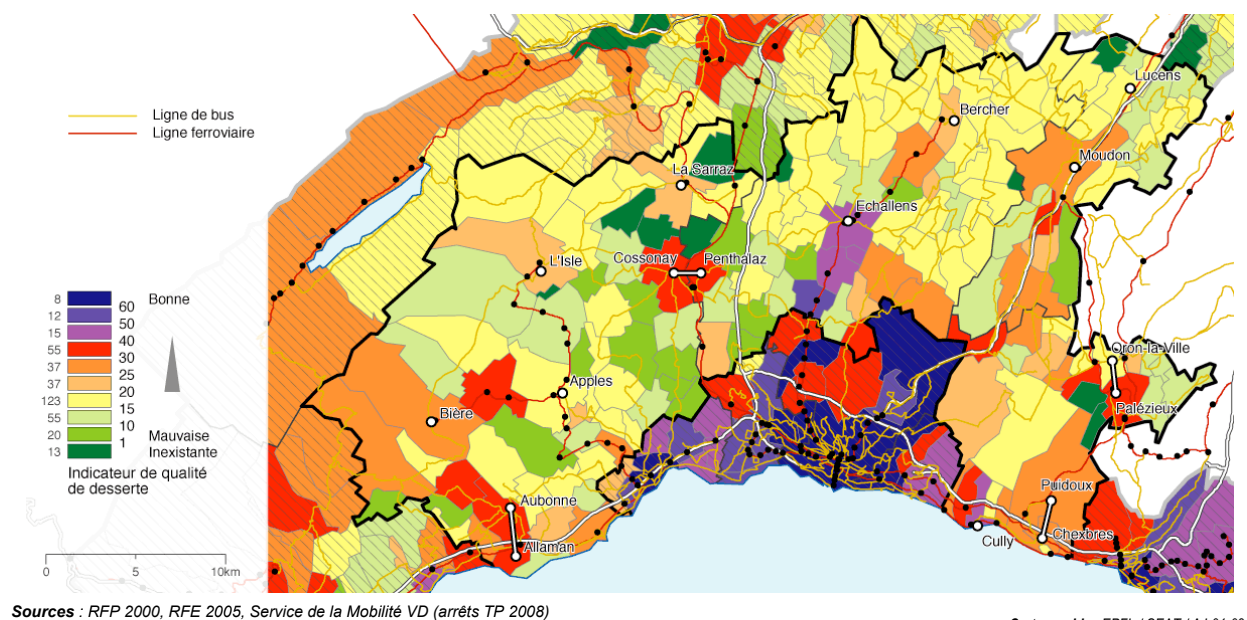 Ligne de bus
Ligne ferroviaire
Lucens
Bercher
Moudon
La Sarraz
Echallens
L'Isle
Cossonay
Penthalaz
8
60
Bonne
12
50
15
40
55
30
37
25
37
20
123
15
55
10
20
1
Mauvaise
13
Inexistante
Indicateur de qualité
de desserte
Oron-la-Ville
Apples
Bière
Palézieux
Aubonne
Puidoux
Allaman
Cully
Chexbres
0
5
10km
Sources : RFP 2000, RFE 2005, Service de la Mobilité VD (arrêts TP 2008)